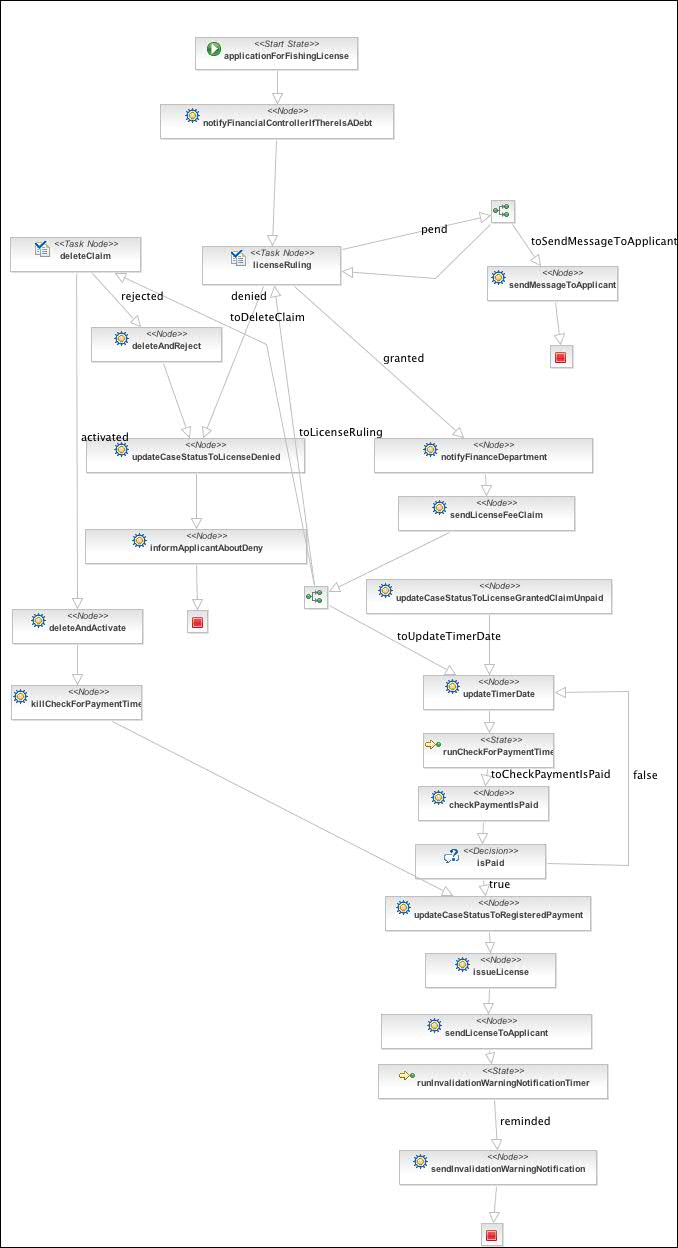 <<Start State>>
applicationForFishingLicense
<<Node>>
notifyFinancialControllerIfThereIsADebt
pend
toSendMessageToApplicant
<<Task Node>>
deleteClaim
<<Task Node>>
licenseRuling
<<Node>>
sendMessageToApplicant
rejected
denied
toDeleteClaim
<<Node>>
deleteAndReject
granted
toLicenseRuling
activated
<<Node>>
updateCaseStatusToLicenseDenied
<<Node>>
notifyFinanceDepartment
<<Node>>
sendLicenseFeeClaim
<<Node>>
informApplicantAboutDeny
<<Node>>
updateCaseStatusToLicenseGrantedClaimUnpaid
<<Node>>
deleteAndActivate
toUpdateTimerDate
<<Node>>
killCheckForPaymentTime
<<Node>>
updateTimerDate
<<State>>
runCheckForPaymentTime
toCheckPaymentIsPaid
false
<<Node>>
checkPaymentIsPaid
<<Decision>>
isPaid
true
<<Node>>
updateCaseStatusToRegisteredPayment
<<Node>>
issueLicense
<<Node>>
sendLicenseToApplicant
<<State>>
runInvalidationWarningNotificationTimer
reminded
<<Node>>
sendInvalidationWarningNotification